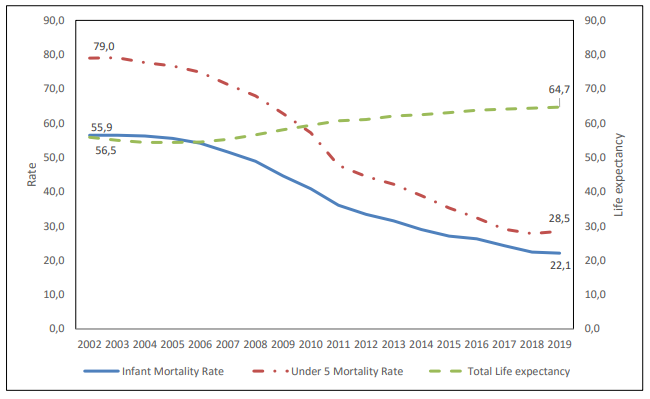 90,0 90,0
80,0 79,0 80,0
70,0 64,7 70,0
60,0 55,9 60,0
50,0 56,5 50,0
Rate Life expectancy
40,0 40,0
30,0 28,5 30,0
20,0 22,1 20,0
10,0 10,0
0,0 0,0
2002 2003 2004 2005 2006 2007 2008 2009 2010 2011 2012 2013 2014 2015 2016 2017 2018 2019
Infant Mortality Rate Under 5 Mortality Rate Total Life expectancy